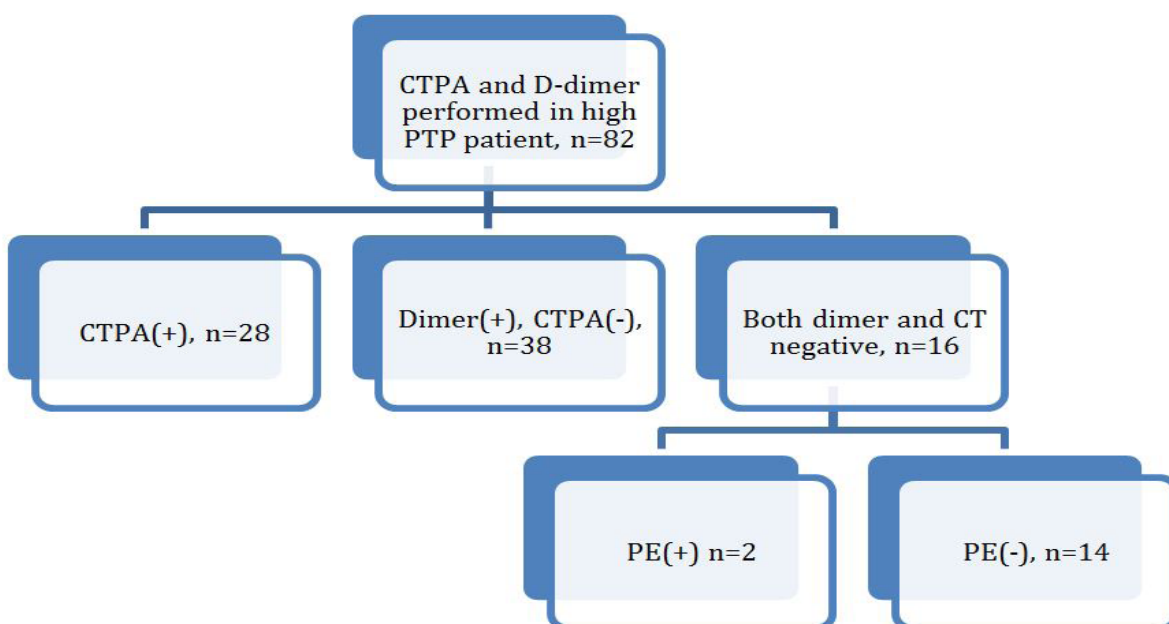 CTPA and D-dimer
performed in high
PTP patient, n=82
CTPA(+), n=28
Dimer(+), CTPA(-),
n=38
Both dimer and CT
negative, n=16
PE(+) n=2
PE(-), n=14